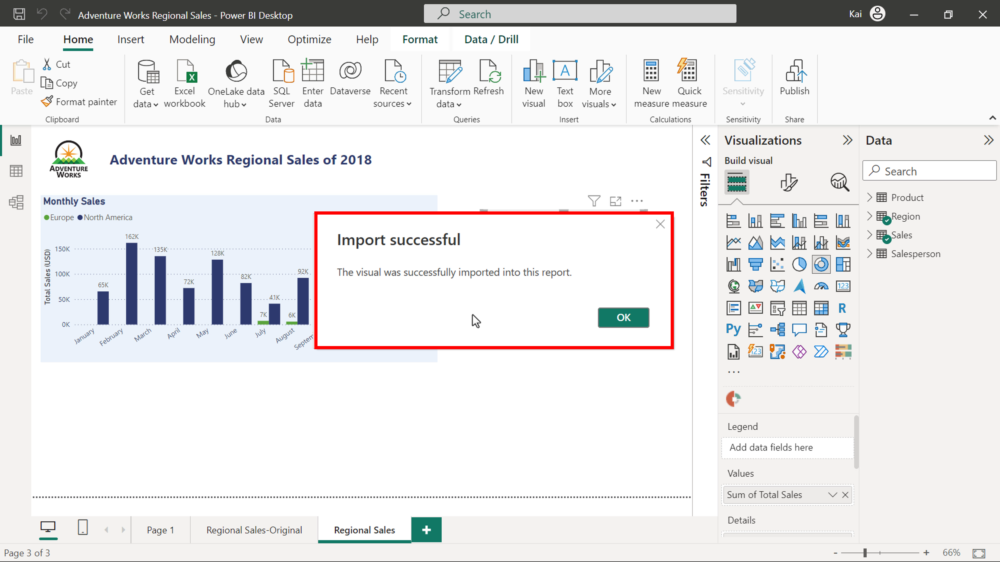 Adventure Works Regional Sales - Power BI Desktop
Search
Kai
File
Home
Insert
Modeling
View
Optimize
Help
Format
Data / Drill
Paste
Cut
Copy
Format painter
Clipboard
Get
data
Excel
workbook
OneLake data
hub
SQL
Server
Enter
data
Dataverse
Recent
sources
Data
Transform
data
Refresh
Queries
New
visual
Text
box
More
visuals
Insert
New
measure
Quick
measure
Calculations
Sensitivity
Sensitivity
Publish
Share
ADVENTURE
WORKS
Adventure Works Regional Sales of 2018
Monthly Sales
Europe
North America
Total Sales (USD)
150K
100K
50K
0K
65K
162K
135K
72K
128K
82K
7K
41K
6K
92K
January
February
March
April
May
June
July
August
Septem
Import successful
The visual was successfully imported into this report.
OK
Filters
Visualizations
Build visual
123
R
Py
123
Legend
Add data fields here
Values
Sum of Total Sales
Details
Data
Search
Product
Region
Sales
Salesperson
Page 1
Regional Sales-Original
Regional Sales
+
Page 3 of 3
-
+
66%